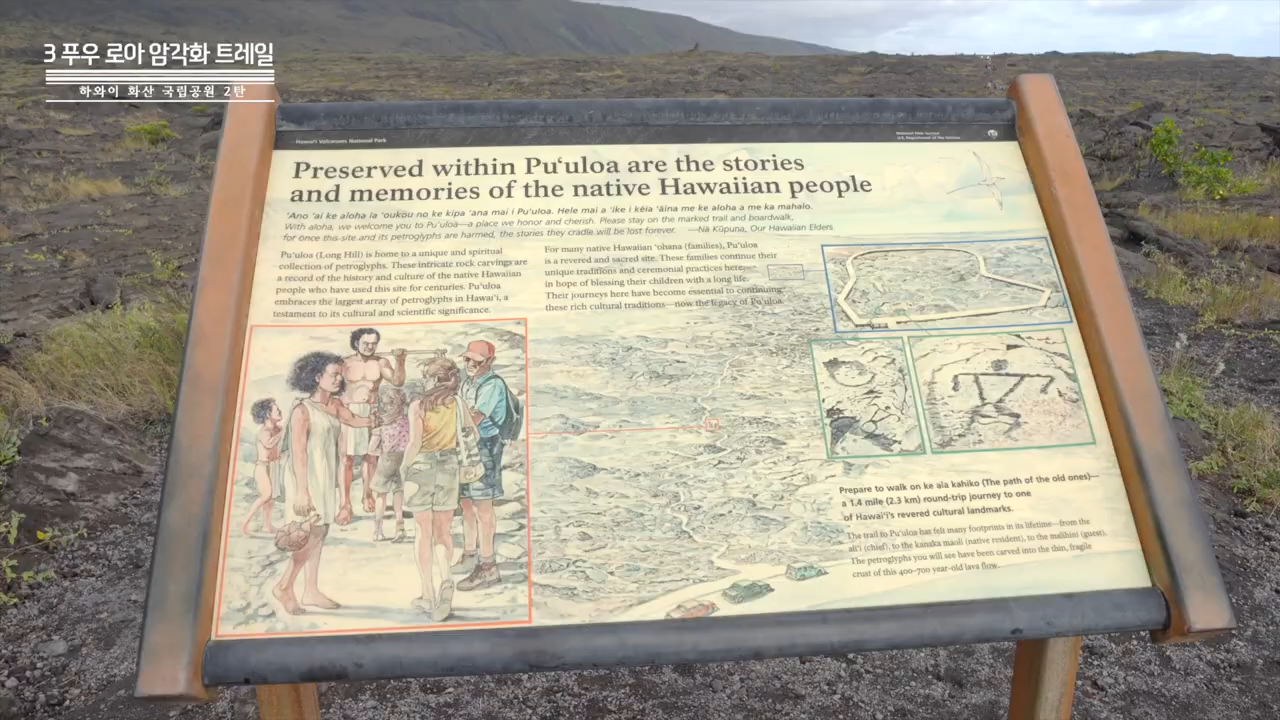 3 푸우 로아 암각화 트레일
하와이 화산 국립공원 2탄
Hawai‘i Volcanoes National Park
National Park Service
U.S. Department of the Interior
Preserved within Pu‘uloa are the stories
and memories of the native Hawaiian people
‘Ano ‘ai ke aloha ia ‘oukou no ke kipa ‘ana mai i Pu‘uloa. Hele mai a ‘ike i kēia ‘āina me ke aloha a me ka mahalo.
With aloha, we welcome you to Pu‘uloa—a place we honor and cherish. Please stay on the marked trail and boardwalk,
for once this site and its petroglyphs are harmed, the stories they cradle will be lost forever. —Nā Kūpuna, Our Hawaiian Elders
Pu‘uloa (Long Hill) is home to a unique and spiritual
collection of petroglyphs. These intricate rock carvings are
a record of the history and culture of the native Hawaiian
people who have used this site for centuries. Pu‘uloa
embraces the largest array of petroglyphs in Hawai‘i, a
testament to its cultural and scientific significance.
For many native Hawaiian ‘ohana (families), Pu‘uloa
is a revered and sacred site. These families continue their
unique traditions and ceremonial practices here,
in hope of blessing their children with a long life.
Their journeys here have become essential to continuing
these rich cultural traditions—now the legacy of Pu‘uloa.
Prepare to walk on ke ala kahiko (The path of the old ones)—
a 1.4 mile (2.3 km) round-trip journey to one
of Hawai‘i's revered cultural landmarks.
The trail to Pu‘uloa has felt many footprints in its lifetime—from the
ali‘i (chief), to the kanaka maoli (native resident), to the malihini (guest).
The petroglyphs you will see have been carved into the thin, fragile
crust of this 400–700 year-old lava flow.